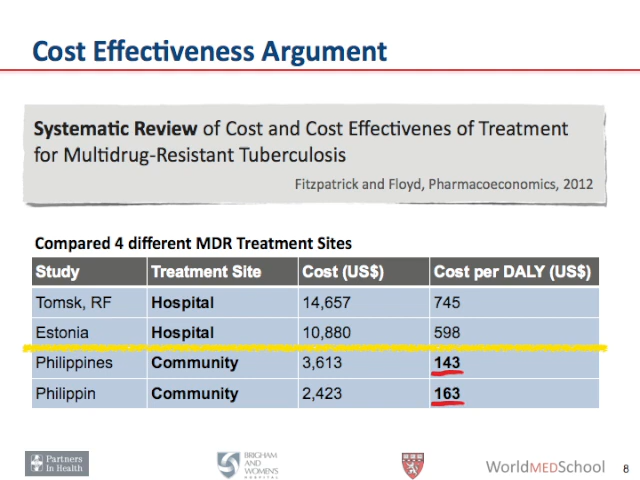 Cost Effectiveness Argument
Systematic Review of Cost and Cost Effectivenes of Treatment
for Multidrug-Resistant Tuberculosis
Fitzpatrick and Floyd, Pharmacoeconomics, 2012
Compared 4 different MDR Treatment Sites
Study Treatment Site Cost (US$) Cost per DALY (US$)
Tomsk, RF Hospital 14,657 745
Estonia Hospital 10,880 598
Philippines Community 3,613 143
Philippin Community 2,423 163
Partners
In Health
BRIGHAM
AND
WOMEN'S
HOSPITAL
WorldMEDSchool
8